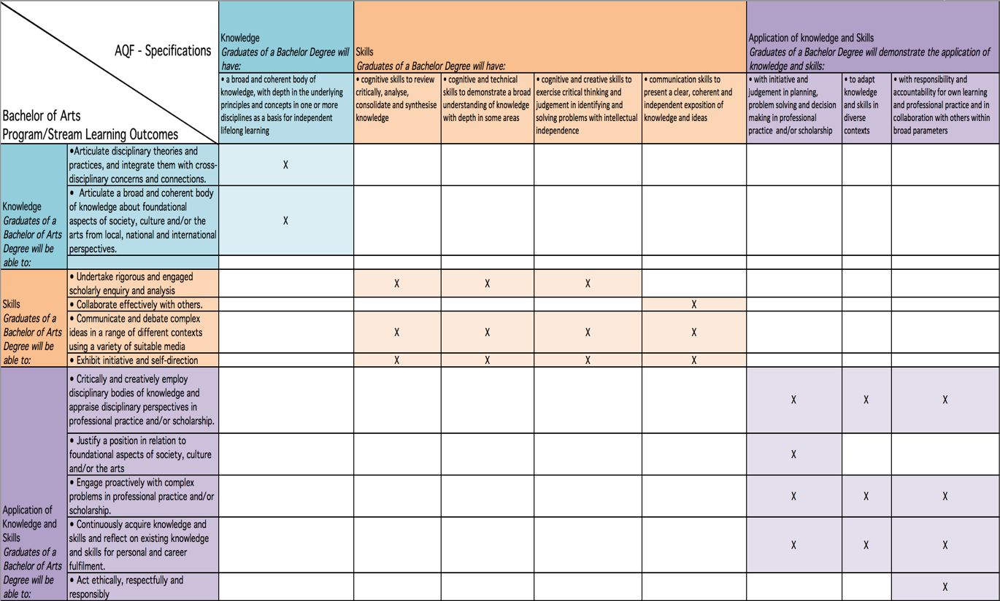 AQF - Specifications
Bachelor of Arts
Program/Stream Learning Outcomes
Knowledge
Graduates of a Bachelor Degree will
have:
Skills
Graduates of a Bachelor Degree will have:
Application of knowledge and Skills
Graduates of a Bachelor Degree will demonstrate the application of
knowledge and skills:
• a broad and coherent body of
knowledge, with depth in the underlying
principles and concepts in one or more
disciplines as a basis for independent
lifelong learning
• cognitive skills to review
critically, analyse,
consolidate and synthesise
knowledge
• cognitive and technical
skills to demonstrate a broad
understanding of knowledge
with depth in some areas
• cognitive and creative skills to
exercise critical thinking and
judgement in identifying and
solving problems with intellectual
independence
• communication skills to
present a clear, coherent and
independent exposition of
knowledge and ideas
• with initiative and
judgement in planning,
problem solving and decision
making in professional
practice and/or scholarship
• to adapt
knowledge
and skills in
diverse
contexts
• with responsibility and
accountability for own learning
and professional practice and in
collaboration with others within
broad parameters
Knowledge
Graduates of a
Bachelor of Arts
Degree will be
able to:
•Articulate disciplinary theories and
practices, and integrate them with cross-
disciplinary concerns and connections.
X
• Articulate a broad and coherent body
of knowledge about foundational
aspects of society, culture and/or the
arts from local, national and international
perspectives.
X
Skills
Graduates of a
Bachelor of Arts
Degree will be
able to:
• Undertake rigorous and engaged
scholarly enquiry and analysis
X X X
• Collaborate effectively with others.
X
• Communicate and debate complex
ideas in a range of different contexts
using a variety of suitable media
X X X X
• Exhibit initiative and self-direction
X X X X
Application of
Knowledge and
Skills
Graduates of a
Bachelor of Arts
Degree will be
able to:
• Critically and creatively employ
disciplinary bodies of knowledge and
appraise disciplinary perspectives in
professional practice and/or scholarship.
X X X
• Justify a position in relation to
foundational aspects of society, culture
and/or the arts
X
• Engage proactively with complex
problems in professional practice and/or
scholarship.
X X X
• Continuously acquire knowledge and
skills and reflect on existing knowledge
and skills for personal and career
fulfilment.
X X X
• Act ethically, respectfully and
responsibly
X